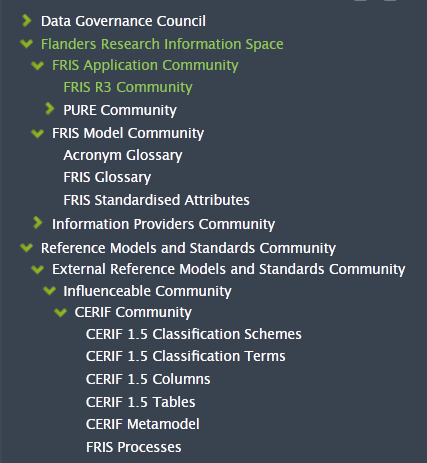 Data Governance Council
Flanders Research Information Space
FRIS Application Community
FRIS R3 Community
PURE Community
FRIS Model Community
Acronym Glossary
FRIS Glossary
FRIS Standardised Attributes
Information Providers Community
Reference Models and Standards Community
External Reference Models and Standards Community
Influenceable Community
CERIF Community
CERIF 1.5 Classification Schemes
CERIF 1.5 Classification Terms
CERIF 1.5 Columns
CERIF 1.5 Tables
CERIF Metamodel
FRIS Processes